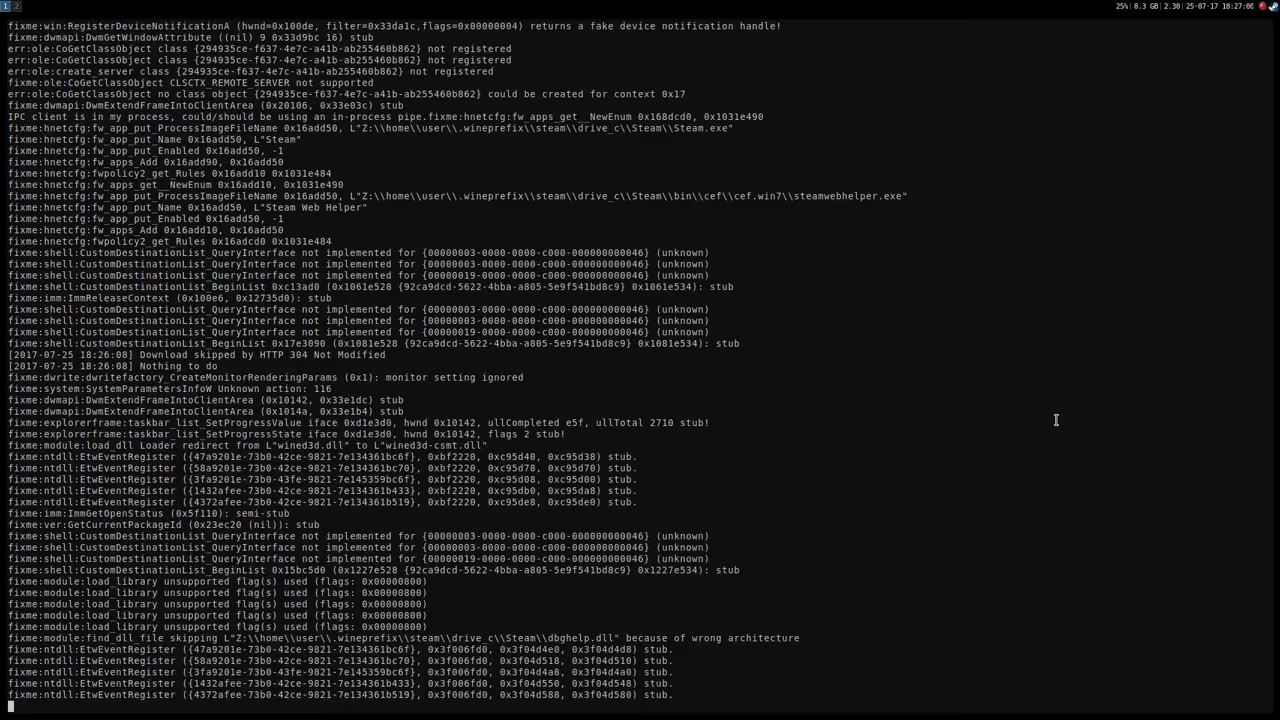 1 2
25%| 8.3 GB| 2.30| 25-07-17 18:27:00
fixme:win:RegisterDeviceNotificationA (hwnd=0x100de, filter=0x33da1c,flags=0x00000004) returns a fake device notification handle!
fixme:dwmapi:DwmGetWindowAttribute ((nil) 9 0x33d9bc 16) stub
err:ole:CoGetClassObject class {294935ce-f637-4e7c-a41b-ab255460b862} not registered
err:ole:CoGetClassObject class {294935ce-f637-4e7c-a41b-ab255460b862} not registered
err:ole:create_server class {294935ce-f637-4e7c-a41b-ab255460b862} not registered
fixme:ole:CoGetClassObject CLSCTX_REMOTE_SERVER not supported
err:ole:CoGetClassObject no class object {294935ce-f637-4e7c-a41b-ab255460b862} could be created for context 0x17
fixme:dwmapi:DwmExtendFrameIntoClientArea (0x20106, 0x33e03c) stub
IPC client is in my process, could/should be using an in-process pipe.fixme:hnetcfg:fw_apps_get__NewEnum 0x168dcd0, 0x1031e490
fixme:hnetcfg:fw_app_put_ProcessImageFileName 0x16add50, L"Z:\\home\\user\\.wineprefix\\steam\\drive_c\\Steam\\Steam.exe"
fixme:hnetcfg:fw_app_put_Name 0x16add50, L"Steam"
fixme:hnetcfg:fw_app_put_Enabled 0x16add50, -1
fixme:hnetcfg:fw_apps_Add 0x16add90, 0x16add50
fixme:hnetcfg:fwpolicy2_get_Rules 0x16add10 0x1031e484
fixme:hnetcfg:fw_apps_get__NewEnum 0x16add10, 0x1031e490
fixme:hnetcfg:fw_app_put_ProcessImageFileName 0x16add50, L"Z:\\home\\user\\.wineprefix\\steam\\drive_c\\Steam\\bin\\cef\\cef.win7\\steamwebhelper.exe"
fixme:hnetcfg:fw_app_put_Name 0x16add50, L"Steam Web Helper"
fixme:hnetcfg:fw_app_put_Enabled 0x16add50, -1
fixme:hnetcfg:fw_apps_Add 0x16add10, 0x16add50
fixme:hnetcfg:fwpolicy2_get_Rules 0x16adcd0 0x1031e484
fixme:shell:CustomDestinationList_QueryInterface not implemented for {00000003-0000-0000-c000-000000000046} (unknown)
fixme:shell:CustomDestinationList_QueryInterface not implemented for {00000003-0000-0000-c000-000000000046} (unknown)
fixme:shell:CustomDestinationList_QueryInterface not implemented for {00000019-0000-0000-c000-000000000046} (unknown)
fixme:shell:CustomDestinationList_BeginList 0xc13ad0 (0x1061e528 {92ca9dcd-5622-4bba-a805-5e9f541bd8c9} 0x1061e534): stub
fixme:imm:ImmReleaseContext (0x100e6, 0x12735d0): stub
fixme:shell:CustomDestinationList_QueryInterface not implemented for {00000003-0000-0000-c000-000000000046} (unknown)
fixme:shell:CustomDestinationList_QueryInterface not implemented for {00000003-0000-0000-c000-000000000046} (unknown)
fixme:shell:CustomDestinationList_QueryInterface not implemented for {00000019-0000-0000-c000-000000000046} (unknown)
fixme:shell:CustomDestinationList_BeginList 0x17e3090 (0x1081e528 {92ca9dcd-5622-4bba-a805-5e9f541bd8c9} 0x1081e534): stub
[2017-07-25 18:26:08] Download skipped by HTTP 304 Not Modified
[2017-07-25 18:26:08] Nothing to do
fixme:dwrite:dwritefactory_CreateMonitorRenderingParams (0x1): monitor setting ignored
fixme:system:SystemParametersInfoW Unknown action: 116
fixme:dwmapi:DwmExtendFrameIntoClientArea (0x10142, 0x33e1dc) stub
fixme:dwmapi:DwmExtendFrameIntoClientArea (0x1014a, 0x33e1b4) stub
fixme:explorerframe:taskbar_list_SetProgressValue iface 0xd1e3d0, hwnd 0x10142, ullCompleted e5f, ullTotal 2710 stub!
fixme:explorerframe:taskbar_list_SetProgressState iface 0xd1e3d0, hwnd 0x10142, flags 2 stub!
fixme:module:load_dll Loader redirect from L"wined3d.dll" to L"wined3d-csmt.dll"
fixme:ntdll:EtwEventRegister ({47a9201e-73b0-42ce-9821-7e134361bc6f}, 0xbf2220, 0xc95d40, 0xc95d38) stub.
fixme:ntdll:EtwEventRegister ({58a9201e-73b0-42ce-9821-7e134361bc70}, 0xbf2220, 0xc95d78, 0xc95d70) stub.
fixme:ntdll:EtwEventRegister ({3fa9201e-73b0-43fe-9821-7e145359bc6f}, 0xbf2220, 0xc95d08, 0xc95d00) stub.
fixme:ntdll:EtwEventRegister ({1432afee-73b0-42ce-9821-7e134361b433}, 0xbf2220, 0xc95db0, 0xc95da8) stub.
fixme:ntdll:EtwEventRegister ({4372afee-73b0-42ce-9821-7e134361b519}, 0xbf2220, 0xc95de8, 0xc95de0) stub.
fixme:imm:ImmGetOpenStatus (0x5f110): semi-stub
fixme:ver:GetCurrentPackageId (0x23ec20 (nil)): stub
fixme:shell:CustomDestinationList_QueryInterface not implemented for {00000003-0000-0000-c000-000000000046} (unknown)
fixme:shell:CustomDestinationList_QueryInterface not implemented for {00000003-0000-0000-c000-000000000046} (unknown)
fixme:shell:CustomDestinationList_QueryInterface not implemented for {00000019-0000-0000-c000-000000000046} (unknown)
fixme:shell:CustomDestinationList_BeginList 0x15bc5d0 (0x1227e528 {92ca9dcd-5622-4bba-a805-5e9f541bd8c9} 0x1227e534): stub
fixme:module:load_library unsupported flag(s) used (flags: 0x00000800)
fixme:module:load_library unsupported flag(s) used (flags: 0x00000800)
fixme:module:load_library unsupported flag(s) used (flags: 0x00000800)
fixme:module:load_library unsupported flag(s) used (flags: 0x00000800)
fixme:module:load_library unsupported flag(s) used (flags: 0x00000800)
fixme:module:find_dll_file skipping L"Z:\\home\\user\\.wineprefix\\steam\\drive_c\\Steam\\dbghelp.dll" because of wrong architecture
fixme:ntdll:EtwEventRegister ({47a9201e-73b0-42ce-9821-7e134361bc6f}, 0x3f006fd0, 0x3f04d4e0, 0x3f04d4d8) stub.
fixme:ntdll:EtwEventRegister ({58a9201e-73b0-42ce-9821-7e134361bc70}, 0x3f006fd0, 0x3f04d518, 0x3f04d510) stub.
fixme:ntdll:EtwEventRegister ({3fa9201e-73b0-43fe-9821-7e145359bc6f}, 0x3f006fd0, 0x3f04d4a8, 0x3f04d4a0) stub.
fixme:ntdll:EtwEventRegister ({1432afee-73b0-42ce-9821-7e134361b433}, 0x3f006fd0, 0x3f04d550, 0x3f04d548) stub.
fixme:ntdll:EtwEventRegister ({4372afee-73b0-42ce-9821-7e134361b519}, 0x3f006fd0, 0x3f04d588, 0x3f04d580) stub.